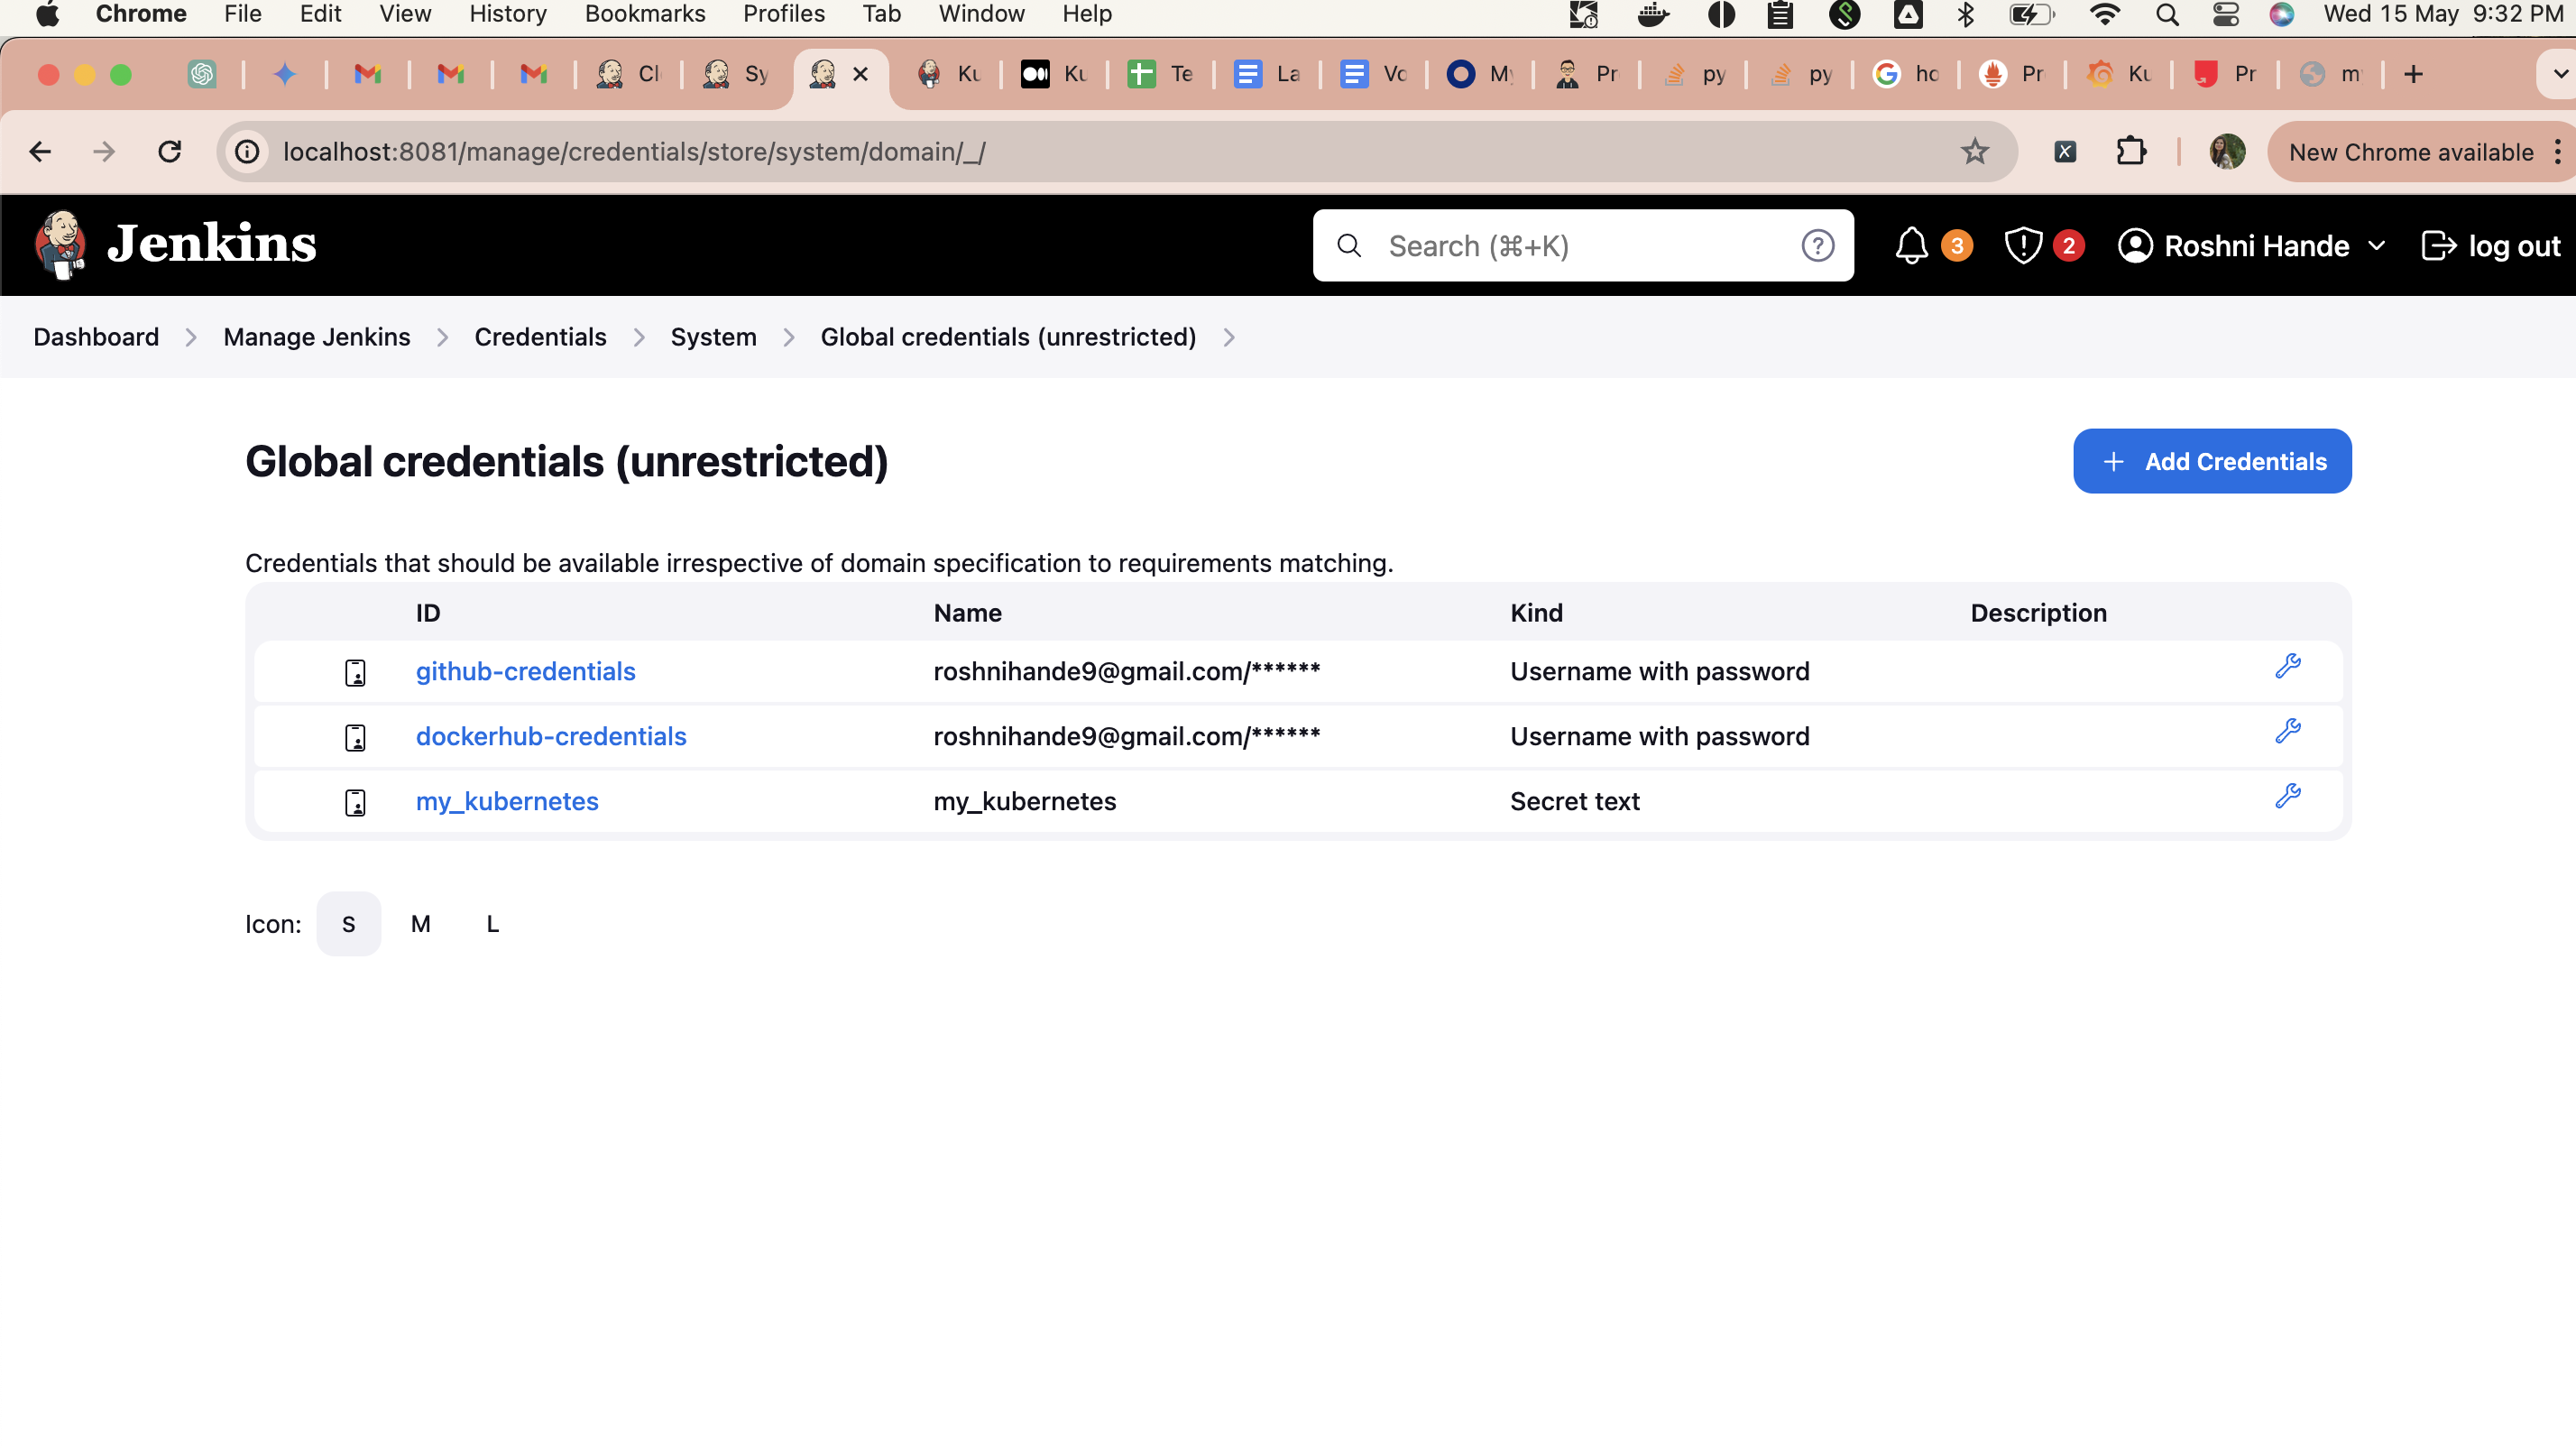 Chrome File Edit View History Bookmarks Profiles Tab Window Help Wed 15 May 9:32 PM
Cl Sy Ku Ku Te La Vo My Pr py py ho Pr Ku Pr m
localhost:8081/manage/credentials/store/system/domain/_/ New Chrome available
Jenkins Search (⌘+K) 3 2 Roshni Hande log out
Dashboard Manage Jenkins Credentials System Global credentials (unrestricted)
Global credentials (unrestricted) + Add Credentials
Credentials that should be available irrespective of domain specification to requirements matching.
ID Name Kind Description
github-credentials roshnihande9@gmail.com/****** Username with password
dockerhub-credentials roshnihande9@gmail.com/****** Username with password
my_kubernetes my_kubernetes Secret text
Icon: S M L